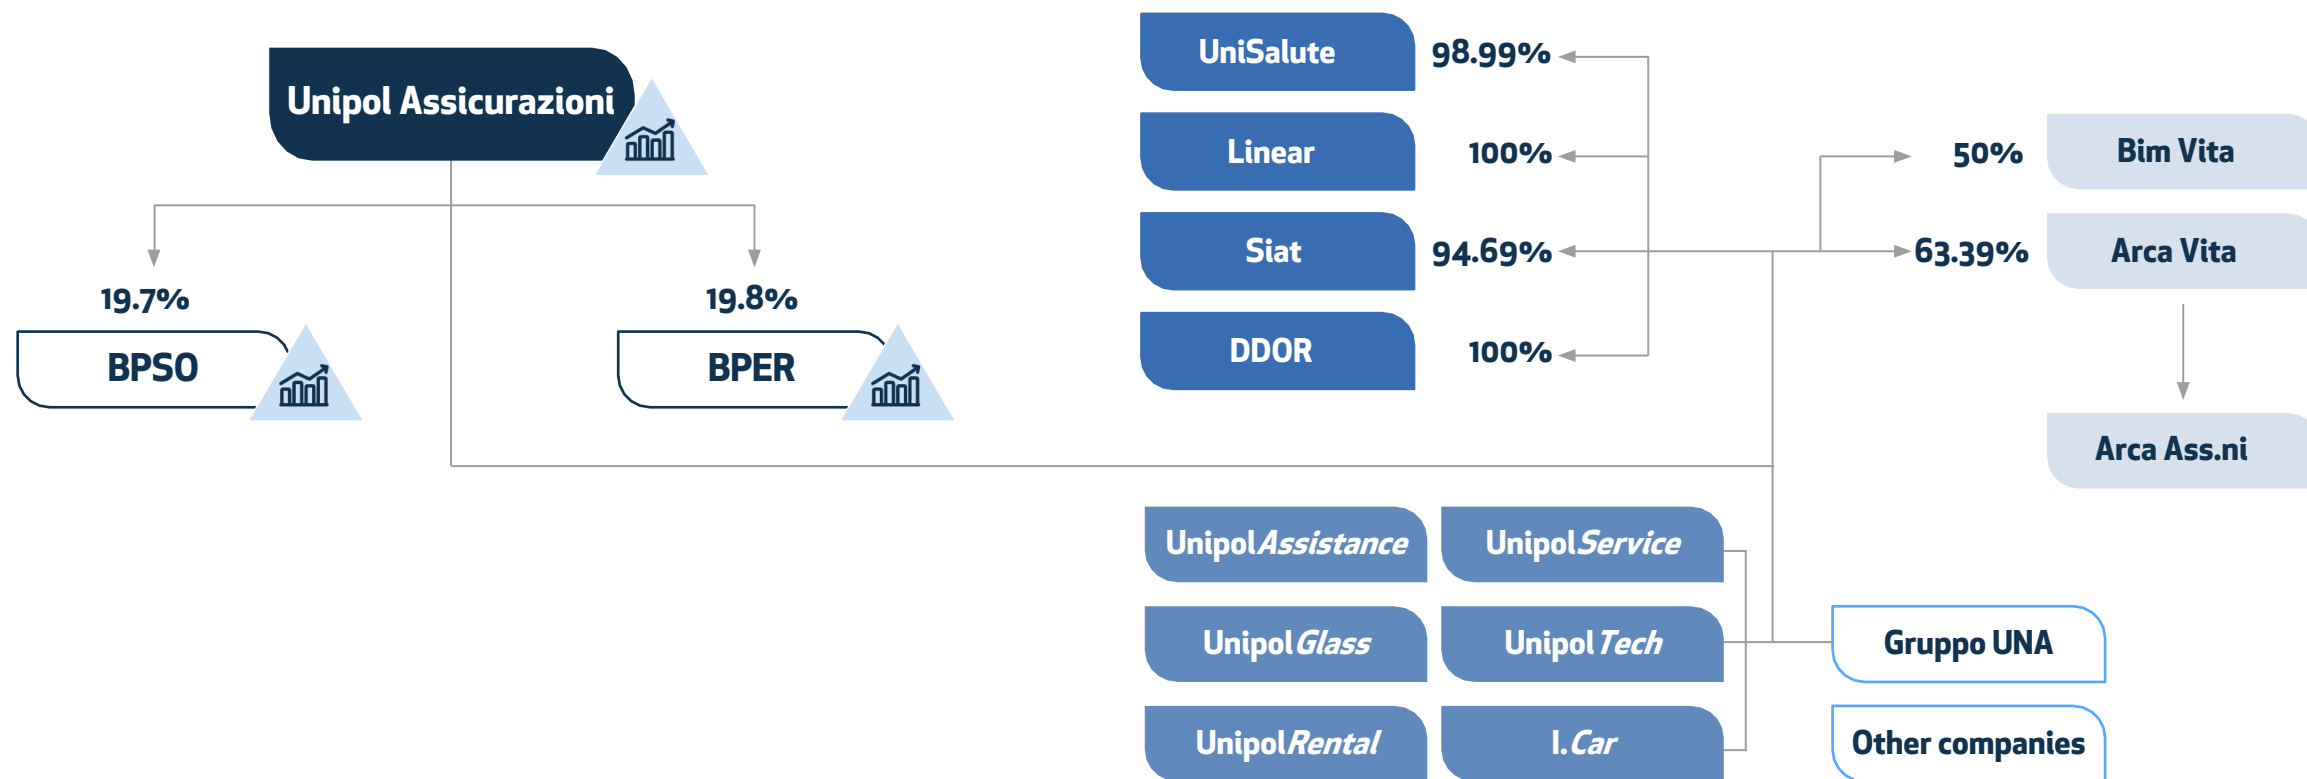 Unipol Assicurazioni
19.7%
BPSO
19.8%
BPER
UniSalute 98.99%
Linear 100%
Siat 94.69%
DDOR 100%
50% Bim Vita
63.39% Arca Vita
Arca Ass.ni
UnipolAssistance UnipolService
UnipolGlass UnipolTech
UnipolRental I.Car
Gruppo UNA
Other companies